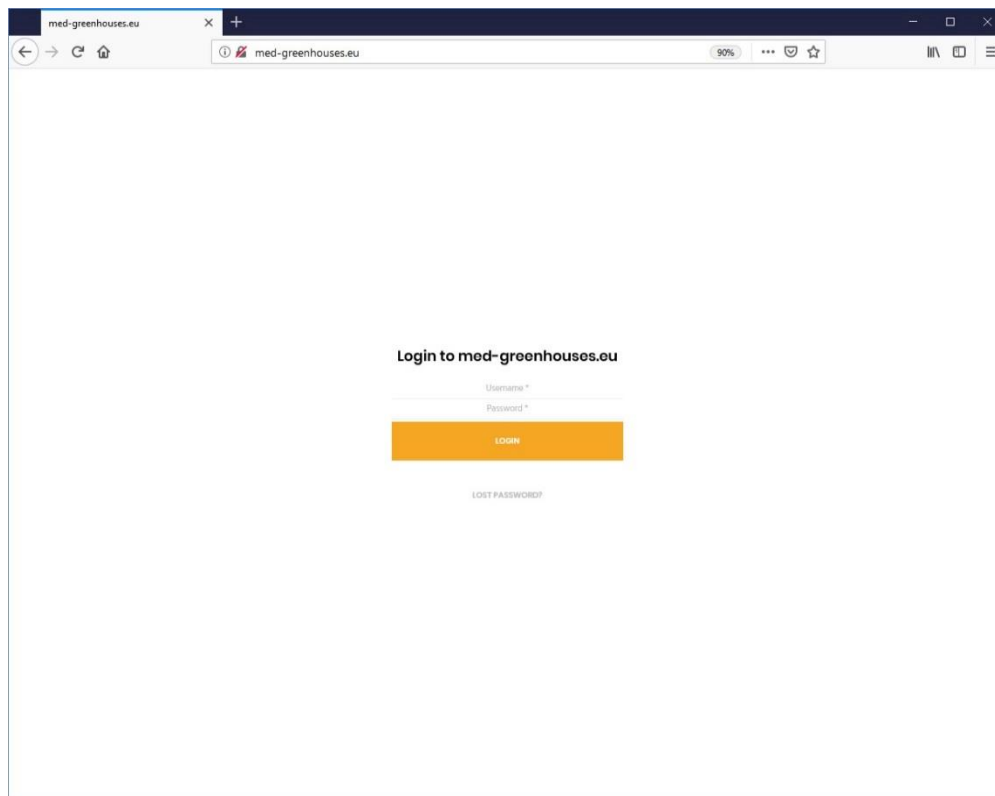 med-greenhouses.eu
med-greenhouses.eu
90%
Login to med-greenhouses.eu
Username *
Password *
LOGIN
LOST PASSWORD?